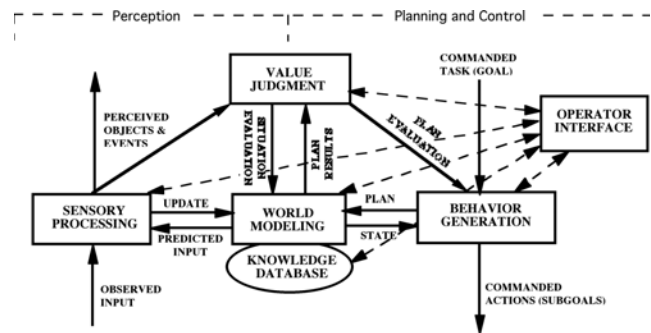 Perception
Planning and Control
VALUE
JUDGMENT
COMMANDED
TASK (GOAL)
PERCEIVED
OBJECTS &
EVENTS
SITUATION
EVALUATION
PLAN
RESULTS
PLAN/
EVALUATION
OPERATOR
INTERFACE
SENSORY
PROCESSING
UPDATE
PREDICTED
INPUT
WORLD
MODELING
KNOWLEDGE
DATABASE
PLAN
STATE
BEHAVIOR
GENERATION
OBSERVED
INPUT
COMMANDED
ACTIONS (SUBGOALS)